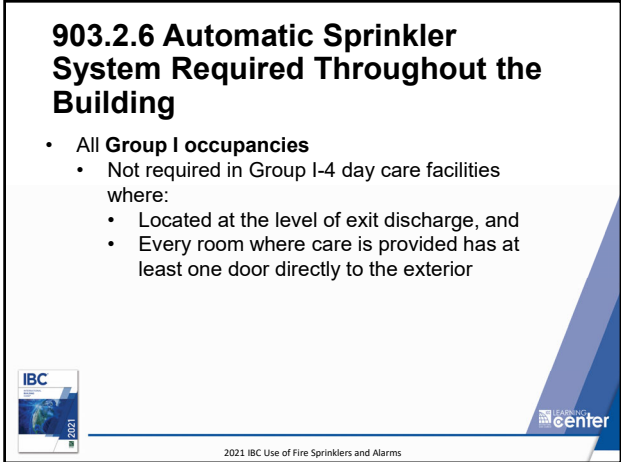 903.2.6 Automatic Sprinkler
System Required Throughout the
Building
• All Group I occupancies
• Not required in Group I-4 day care facilities
where:
• Located at the level of exit discharge, and
• Every room where care is provided has at
least one door directly to the exterior
IBC
2021
LEARNING
center
2021 IBC Use of Fire Sprinklers and Alarms